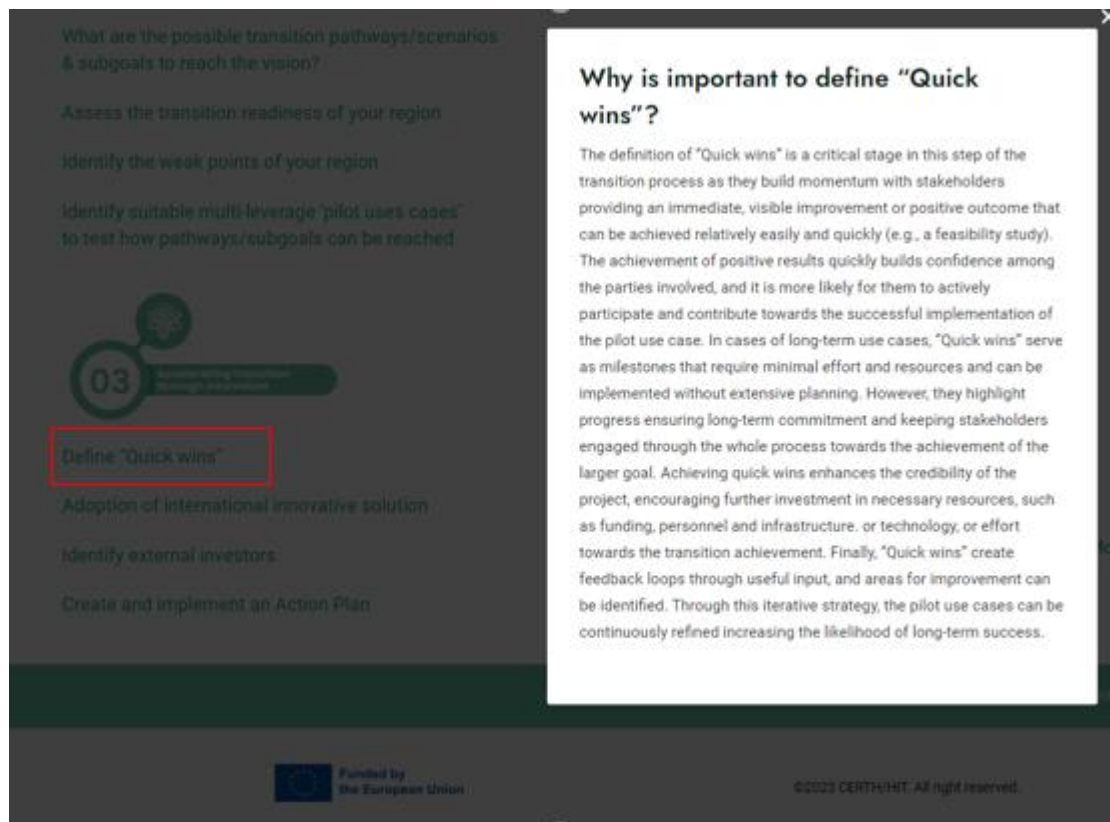 What are the possible transition pathways/scenarios
& subgoals to reach the vision?
Assess the transition readiness of your region
Identify the weak points of your region
Identify suitable multi-leverage 'pilot uses cases'
to test how pathways/subgoals can be reached
03
Accelerating transition
through innovation
Define "Quick wins"
Adoption of international innovative solution
Identify external investors
Create and implement an Action Plan
Why is important to define "Quick
wins"?
The definition of "Quick wins" is a critical stage in this step of the
transition process as they build momentum with stakeholders
providing an immediate, visible improvement or positive outcome that
can be achieved relatively easily and quickly (e.g., a feasibility study).
The achievement of positive results quickly builds confidence among
the parties involved, and it is more likely for them to actively
participate and contribute towards the successful implementation of
the pilot use case. In cases of long-term use cases, "Quick wins" serve
as milestones that require minimal effort and resources and can be
implemented without extensive planning. However, they highlight
progress ensuring long-term commitment and keeping stakeholders
engaged through the whole process towards the achievement of the
larger goal. Achieving quick wins enhances the credibility of the
project, encouraging further investment in necessary resources, such
as funding, personnel and infrastructure. or technology, or effort
towards the transition achievement. Finally, "Quick wins" create
feedback loops through useful input, and areas for improvement can
be identified. Through this iterative strategy, the pilot use cases can be
continuously refined increasing the likelihood of long-term success.
Funded by
the European Union
©2023 CERTH/HIT. All right reserved.